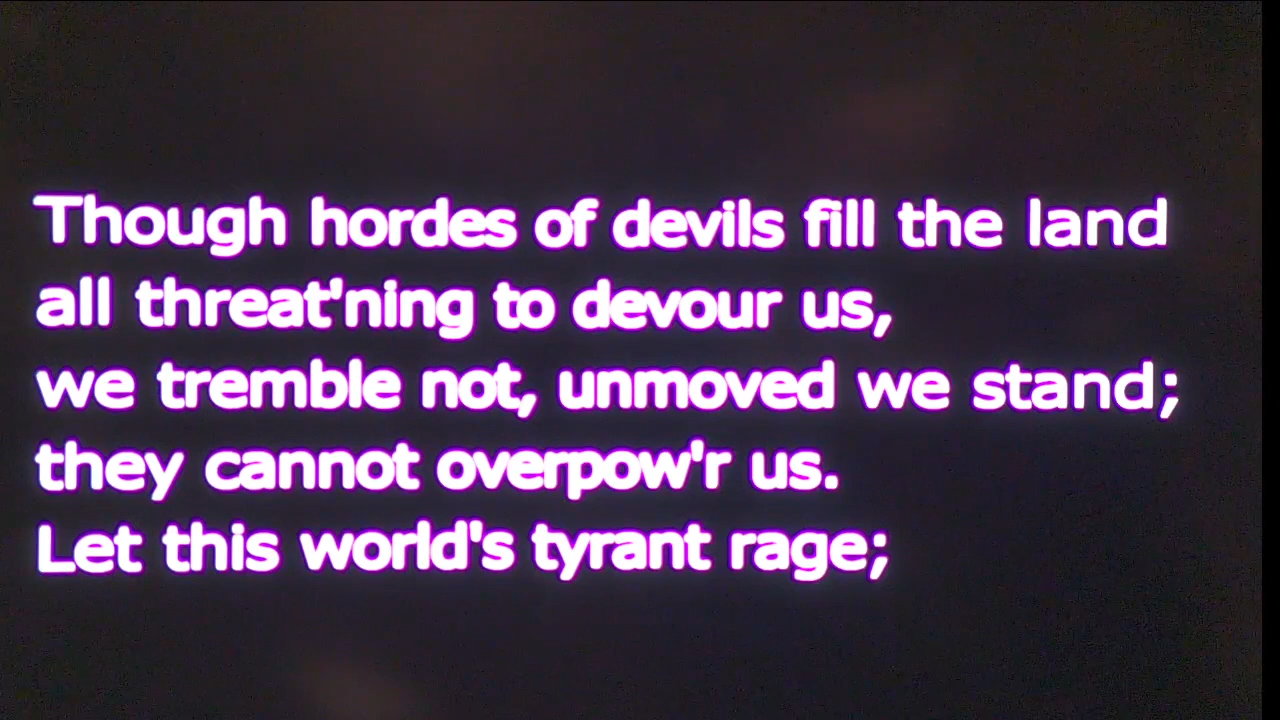 Though hordes of devils fill the land
all threat'ning to devour us,
we tremble not, unmoved we stand;
they cannot overpow'r us.
Let this world's tyrant rage;